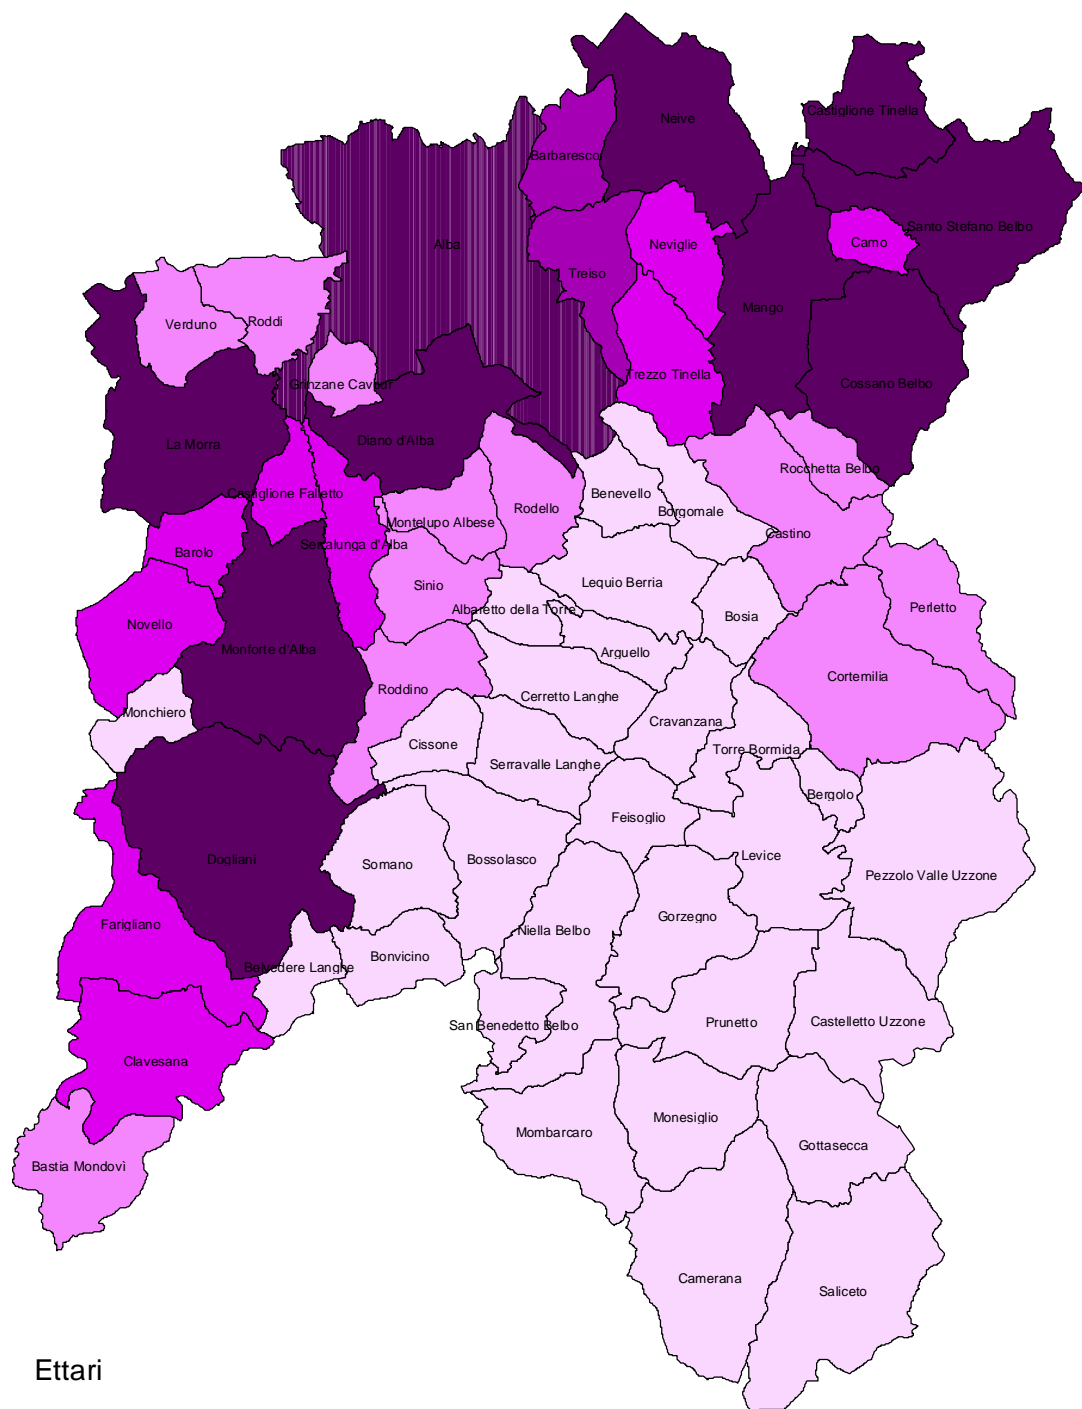 Castiglione Tinella
Neive
Barbaresco
Santo Stefano Belbo
Camo
Neviglie
Alba
Treiso
Mango
Verduno
Roddi
Trezzo Tinella
Grinzane Cavour
Cossano Belbo
Diano d'Alba
La Morra
Rocchetta Belbo
Castiglione Falletto
Benevello
Rodello
Borgomale
Montelupo Albese
Castino
Serralunga d'Alba
Barolo
Lequio Berria
Sinio
Perletto
Albaretto della Torre
Bosia
Novello
Monforte d'Alba
Arguello
Cortemilia
Roddino
Cerretto Langhe
Monchiero
Cravanzana
Cissone
Torre Bormida
Serravalle Langhe
Bergolo
Feisoglio
Levice
Dogliani
Bossolasco
Somano
Pezzolo Valle Uzzone
Gorzegno
Farigliano
Niella Belbo
Bonvicino
Belvedere Langhe
San Benedetto Belbo
Prunetto
Castelletto Uzzone
Clavesana
Monesiglio
Mombarcaro
Gottasecca
Bastia Mondovì
Camerana
Saliceto
Ettari